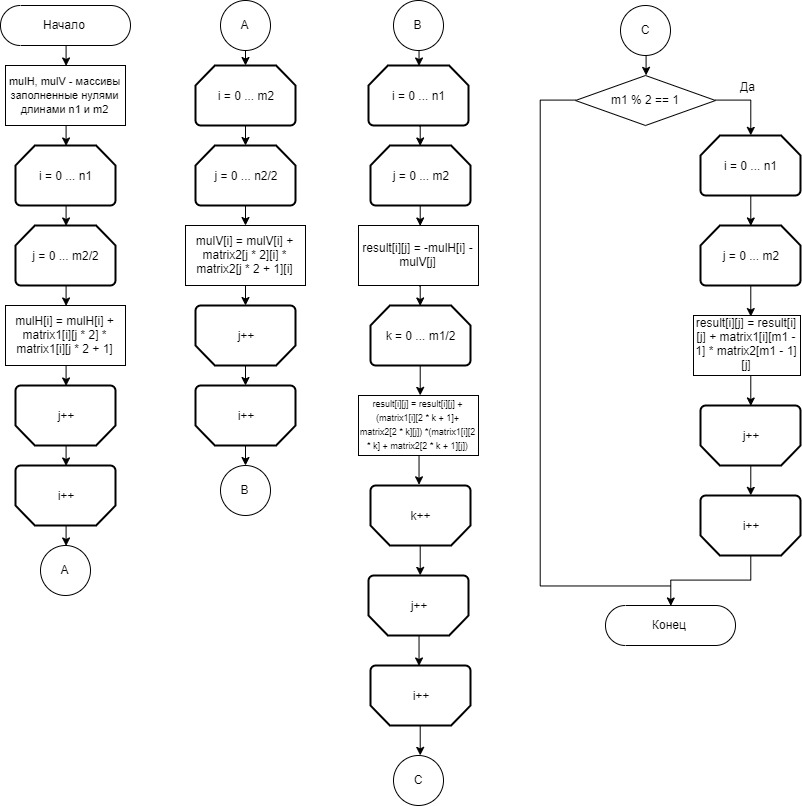 Начало
mulH, mulV - массивы
заполненные нулями
длинами n1 и m2
i = 0 ... n1
j = 0 ... m2/2
mulH[i] = mulH[i] +
matrix1[i][j * 2] *
matrix1[i][j * 2 + 1]
j++
i++
A
A
i = 0 ... m2
j = 0 ... n2/2
mulV[i] = mulV[i] +
matrix2[j * 2][i] *
matrix2[j * 2 + 1][i]
j++
i++
B
B
i = 0 ... n1
j = 0 ... m2
result[i][j] = -mulH[i] -
mulV[j]
k = 0 ... m1/2
result[i][j] = result[i][j] +
(matrix1[i][2 * k + 1]+
matrix2[2 * k][j]) *(matrix1[i][2
* k] + matrix2[2 * k + 1][j])
k++
j++
i++
C
C
m1 % 2 == 1
Да
i = 0 ... n1
j = 0 ... m2
result[i][j] = result[i]
[j] + matrix1[i][m1 -
1] * matrix2[m1 - 1]
[j]
j++
i++
Конец